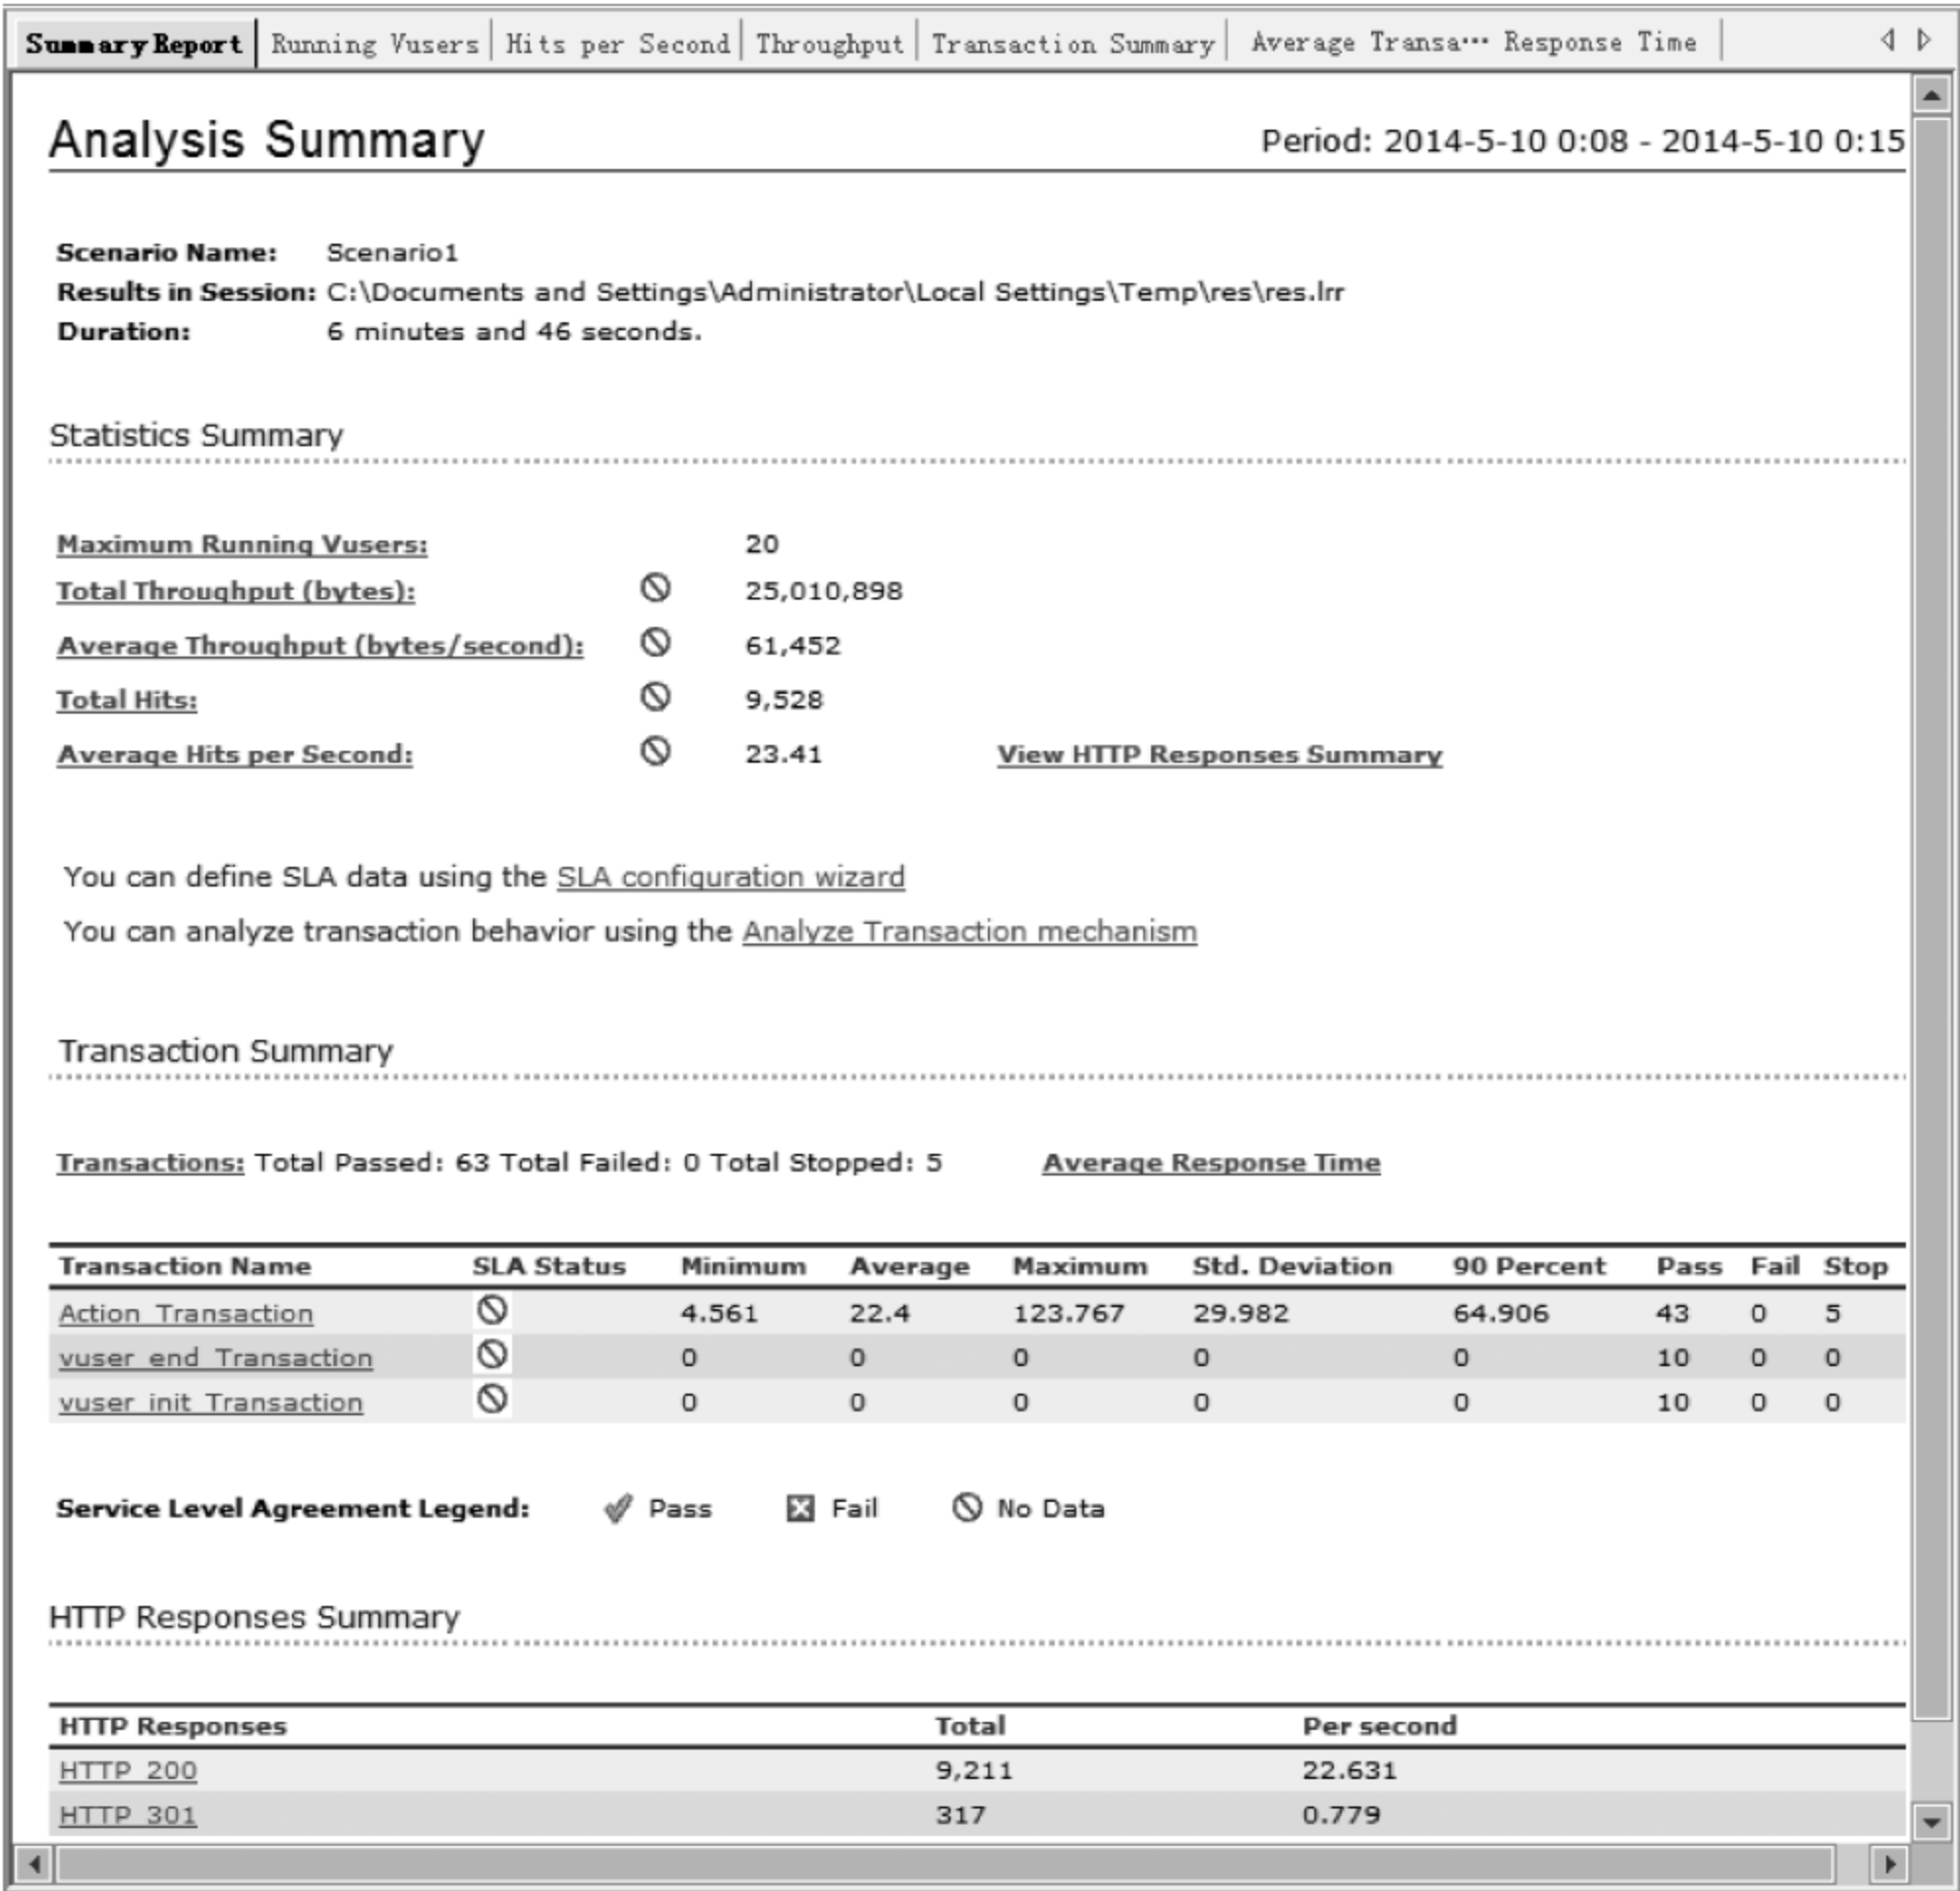 Summary Report Running Vusers Hits per Second Throughput Transaction Summary Average Transa… Response Time
Analysis Summary Period: 2014-5-10 0:08 - 2014-5-10 0:15
Scenario Name: Scenario1
Results in Session: C:\Documents and Settings\Administrator\Local Settings\Temp\res\res.lrr
Duration: 6 minutes and 46 seconds.
Statistics Summary
Maximum Running Vusers: 20
Total Throughput (bytes): 25,010,898
Average Throughput (bytes/second): 61,452
Total Hits: 9,528
Average Hits per Second: 23.41 View HTTP Responses Summary
You can define SLA data using the SLA configuration wizard
You can analyze transaction behavior using the Analyze Transaction mechanism
Transaction Summary
Transactions: Total Passed: 63 Total Failed: 0 Total Stopped: 5 Average Response Time
Transaction Name SLA Status Minimum Average Maximum Std. Deviation 90 Percent Pass Fail Stop
Action_Transaction 4.561 22.4 123.767 29.982 64.906 43 0 5
vuser_end_Transaction 0 0 0 0 0 10 0 0
vuser_init_Transaction 0 0 0 0 0 10 0 0
Service Level Agreement Legend: Pass Fail No Data
HTTP Responses Summary
HTTP Responses Total Per second
HTTP_200 9,211 22.631
HTTP_301 317 0.779